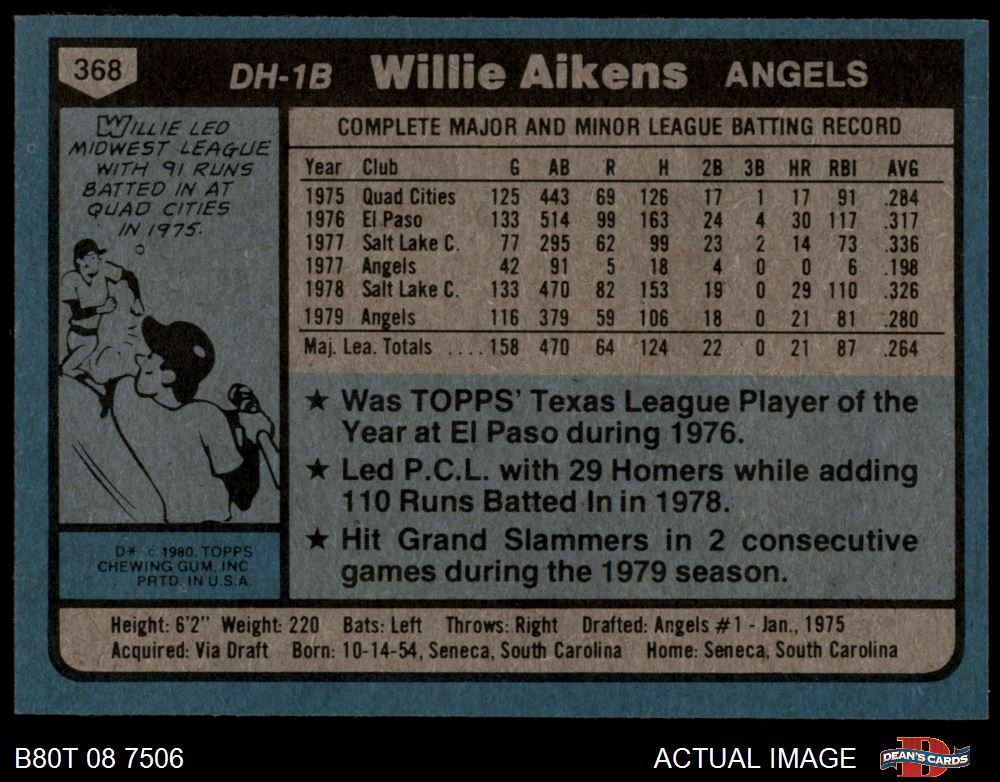 368
DH-1B Willie Aikens ANGELS
WILLIE LED
MIDWEST LEAGUE
WITH 91 RUNS
BATTED IN AT
QUAD CITIES
IN 1975.
COMPLETE MAJOR AND MINOR LEAGUE BATTING RECORD
Year Club G AB R H 2B 3B HR RBI AVG
1975 Quad Cities 125 443 69 126 17 1 17 91 .284
1976 El Paso 133 514 99 163 24 4 30 117 .317
1977 Salt Lake C. 77 295 62 99 23 2 14 73 .336
1977 Angels 42 91 5 18 4 0 0 6 .198
1978 Salt Lake C. 133 470 82 153 19 0 29 110 .326
1979 Angels 116 379 59 106 18 0 21 81 .280
Maj. Lea. Totals ....158 470 64 124 22 0 21 87 .264
★ Was TOPPS' Texas League Player of the
Year at El Paso during 1976.
★ Led P.C.L. with 29 Homers while adding
110 Runs Batted In in 1978.
★ Hit Grand Slammers in 2 consecutive
games during the 1979 season.
D* c. 1980. TOPPS
CHEWING GUM, INC.
PRTD. IN U.S.A.
Height: 6'2" Weight: 220 Bats: Left Throws: Right Drafted: Angels #1 - Jan., 1975
Acquired: Via Draft Born: 10-14-54, Seneca, South Carolina Home: Seneca, South Carolina
B80T 08 7506
ACTUAL IMAGE
DEAN'S CARDS